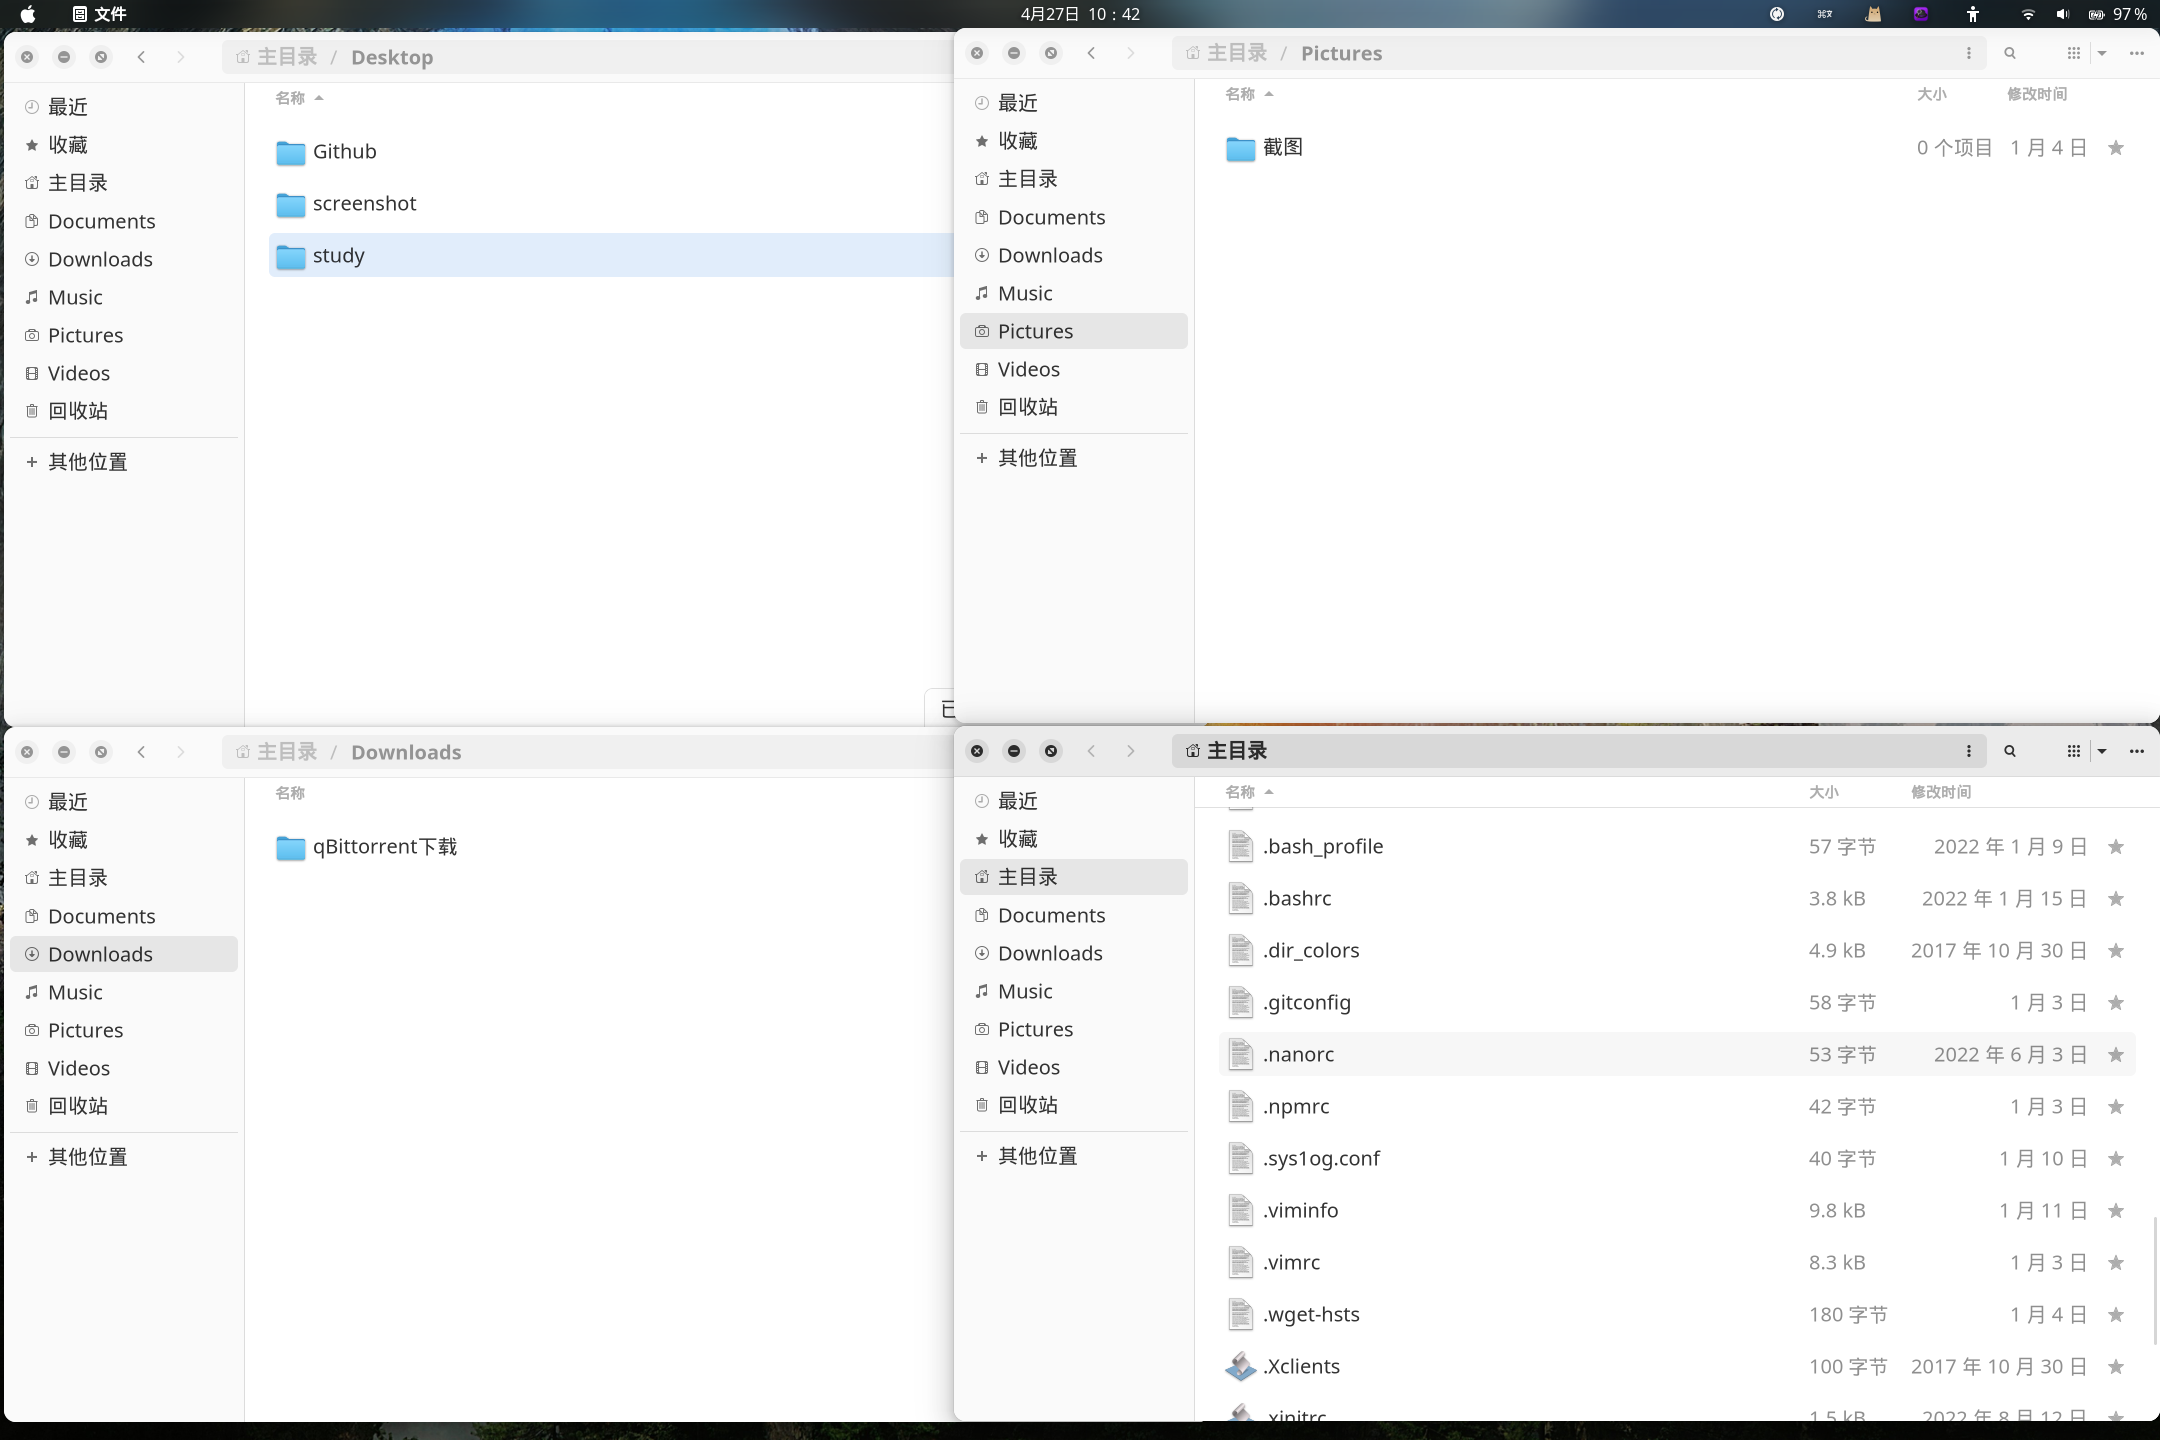 文件
4月27日 10：42
97%
主目录 / Desktop
最近
收藏
主目录
Documents
Downloads
Music
Pictures
Videos
回收站
其他位置
名称
Github
screenshot
study
主目录 / Pictures
最近
收藏
主目录
Documents
Downloads
Music
Pictures
Videos
回收站
其他位置
名称 大小 修改时间
截图 0 个项目 1 月 4 日
主目录 / Downloads
最近
收藏
主目录
Documents
Downloads
Music
Pictures
Videos
回收站
其他位置
名称
qBittorrent下载
主目录
最近
收藏
主目录
Documents
Downloads
Music
Pictures
Videos
回收站
其他位置
名称 大小 修改时间
.bash_profile 57 字节 2022 年 1 月 9 日
.bashrc 3.8 kB 2022 年 1 月 15 日
.dir_colors 4.9 kB 2017 年 10 月 30 日
.gitconfig 58 字节 1 月 3 日
.nanorc 53 字节 2022 年 6 月 3 日
.npmrc 42 字节 1 月 3 日
.sys1og.conf 40 字节 1 月 10 日
.viminfo 9.8 kB 1 月 11 日
.vimrc 8.3 kB 1 月 3 日
.wget-hsts 180 字节 1 月 4 日
.Xclients 100 字节 2017 年 10 月 30 日
.xinitrc 1.5 kB 2022 年 8 月 12 日